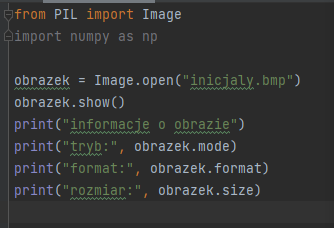 from PIL import Image
import numpy as np
obrazek = Image.open("inicjaly.bmp")
obrazek.show()
print("informacje o obrazie")
print("tryb:", obrazek.mode)
print("format:", obrazek.format)
print("rozmiar:", obrazek.size)